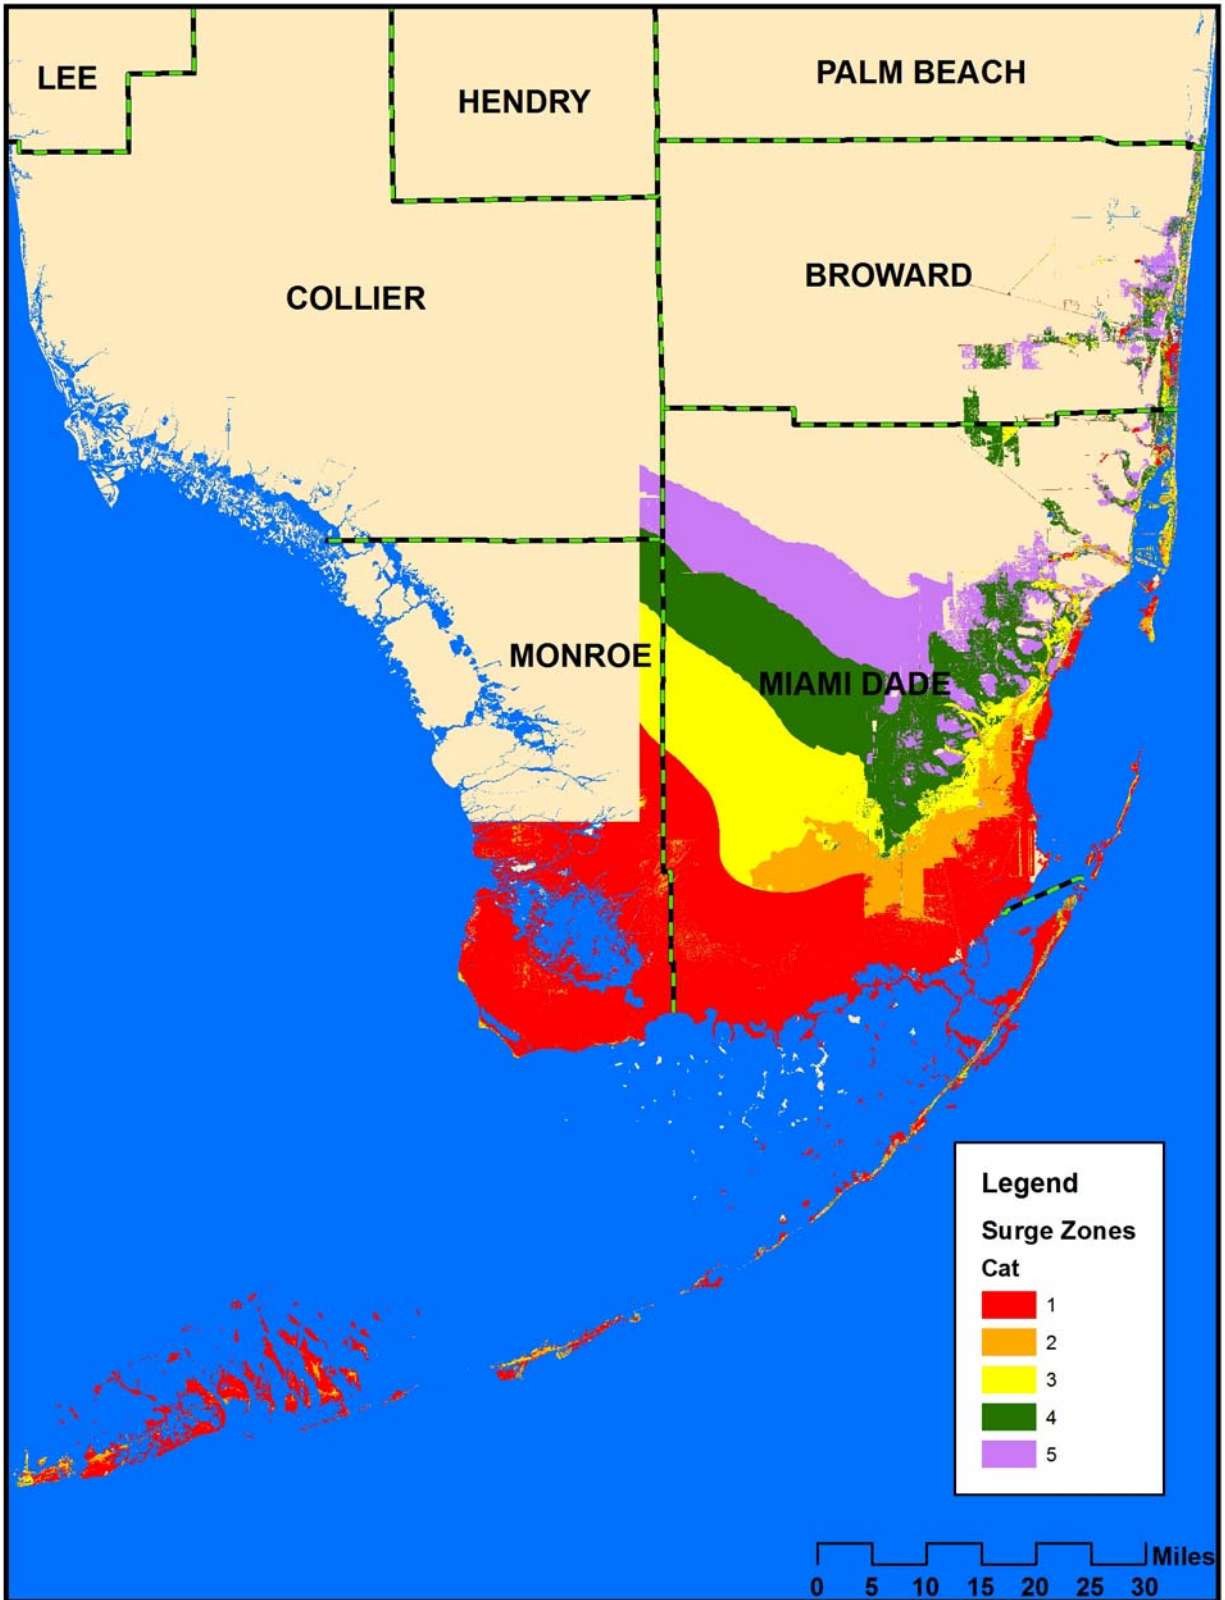 LEE
HENDRY
PALM BEACH
COLLIER
BROWARD
MONROE
MIAMI DADE
Legend
Surge Zones
Cat
1
2
3
4
5
Miles
0 5 10 15 20 25 30